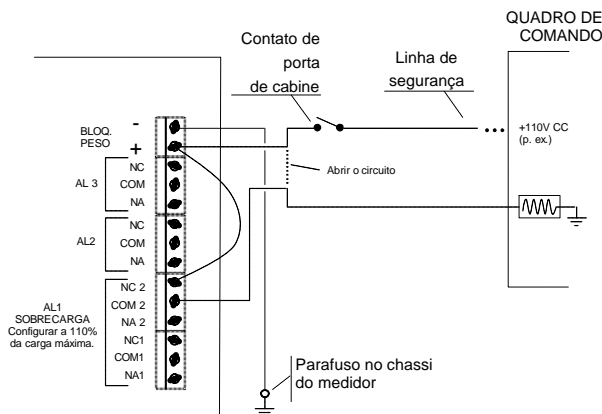 QUADRO DE
COMANDO
Contato de
porta
de cabine
Linha de
segurança
+110V CC
(p. ex.)
-
BLOQ.
PESO
+
Abrir o circuito
AL 3
NC
COM
NA
AL2
NC
COM
NA
AL1
SOBRECARGA
Configurar a 110%
da carga máxima.
NC 2
COM 2
NA 2
NC1
COM1
NA1
Parafuso no chassi
do medidor